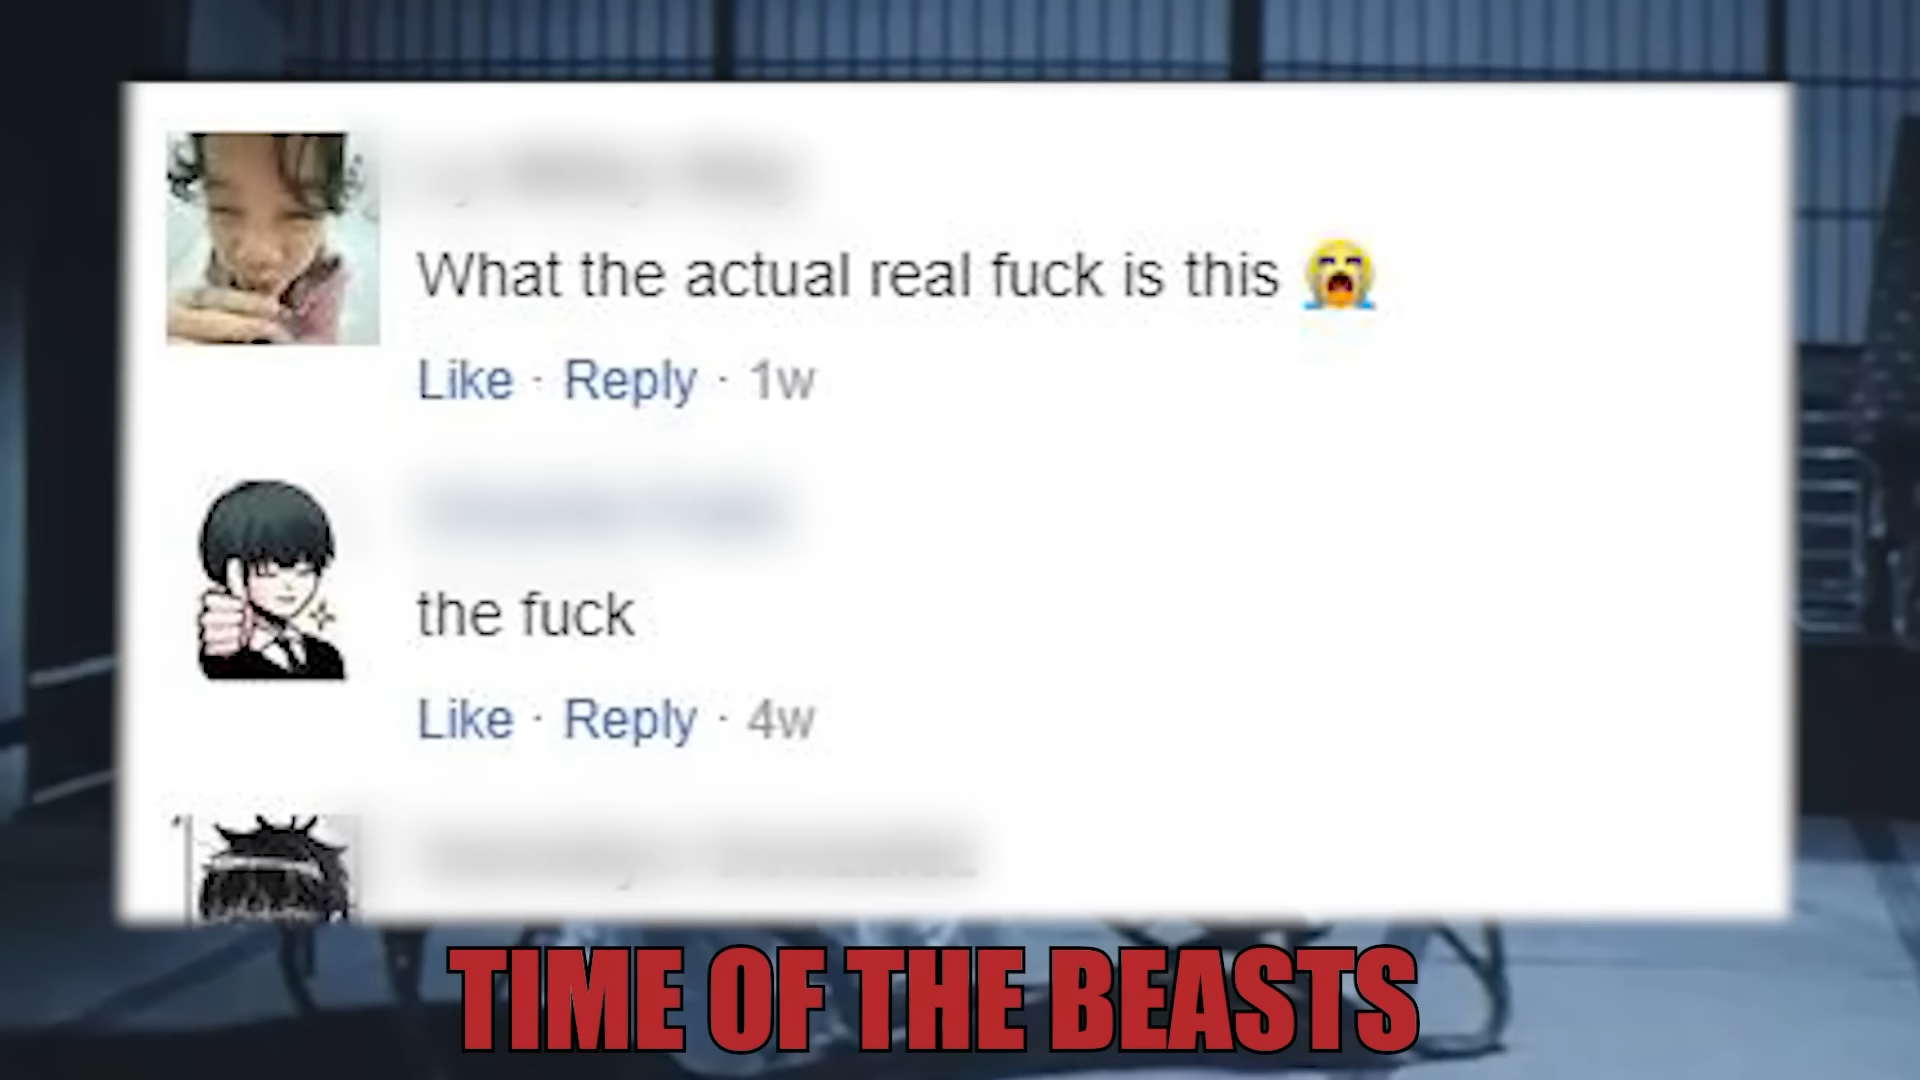 What the actual real fuck is this 😭
Like · Reply · 1w
the fuck
Like · Reply · 4w
TIME OF THE BEASTS